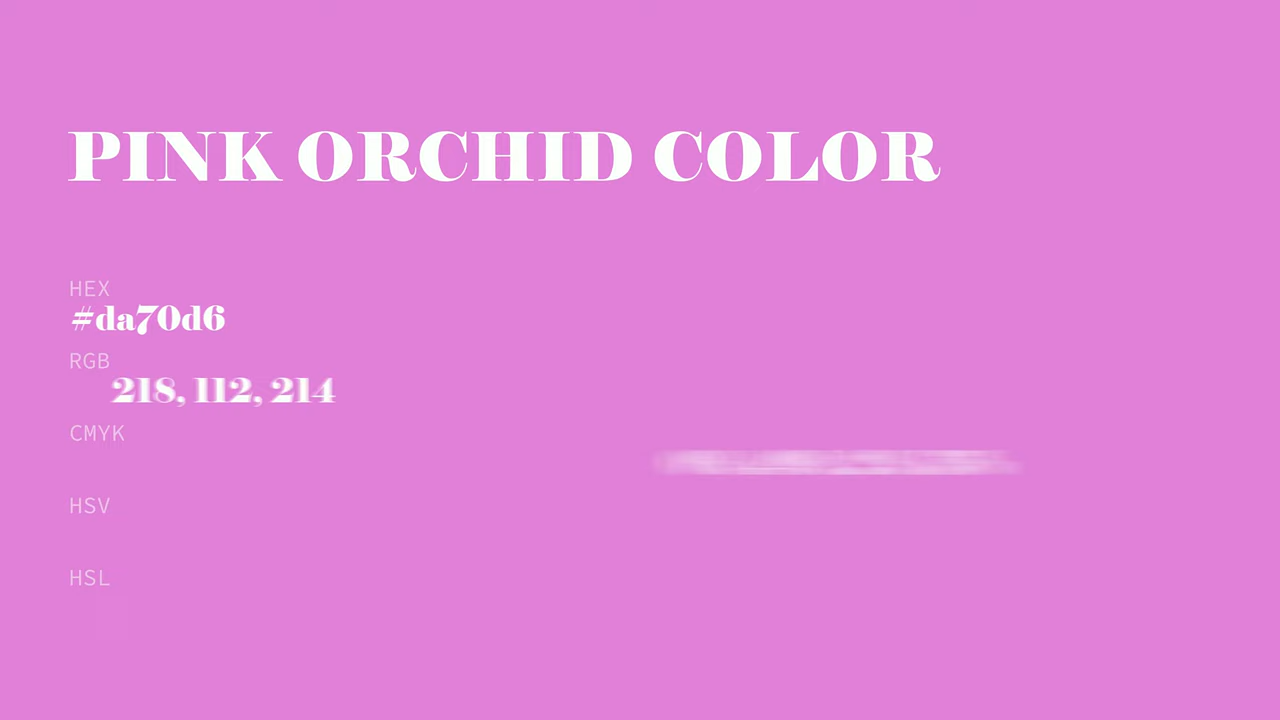 PINK ORCHID COLOR
HEX
#da70d6
RGB
218, 112, 214
CMYK
HSV
HSL